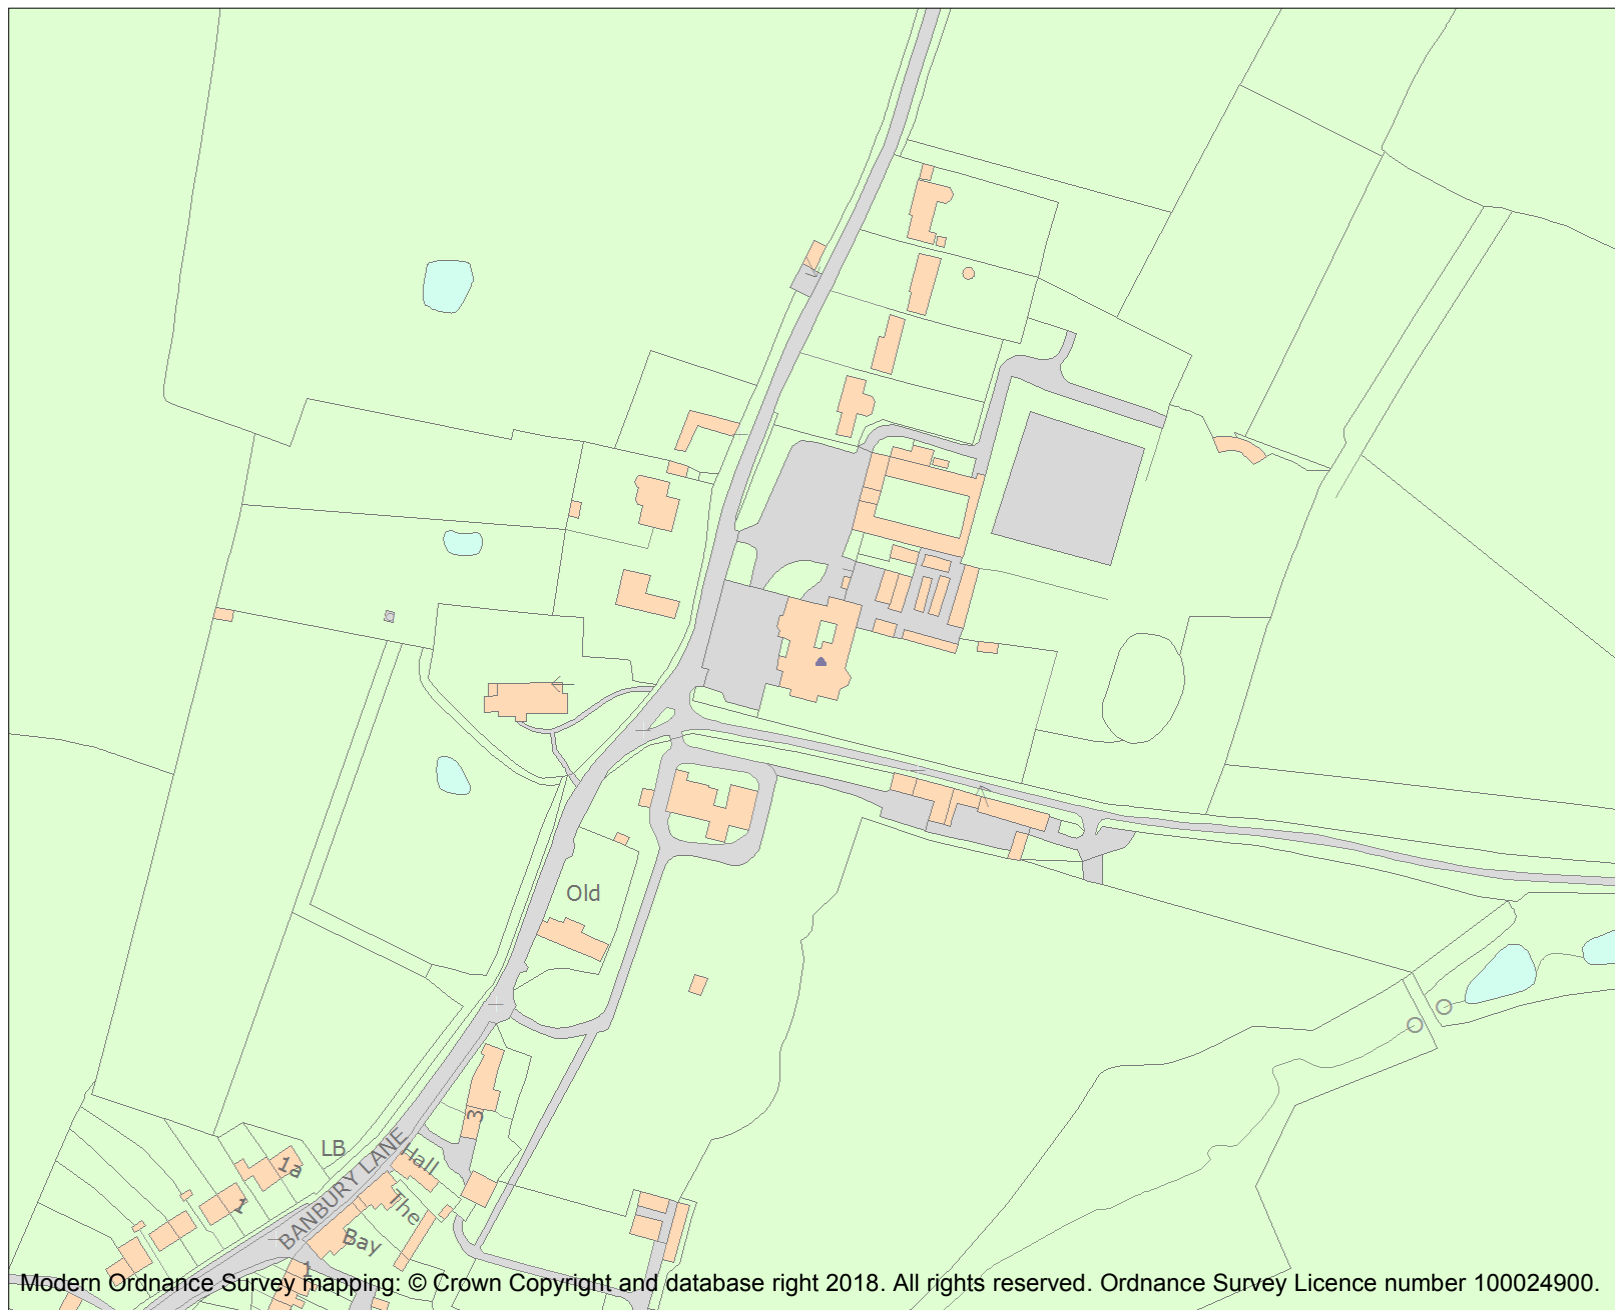 Old
3
LB
BANBURY LANE
Hall
1a
The
1
Bay
1
Modern Ordnance Survey mapping: © Crown Copyright and database right 2018. All rights reserved. Ordnance Survey Licence number 100024900.